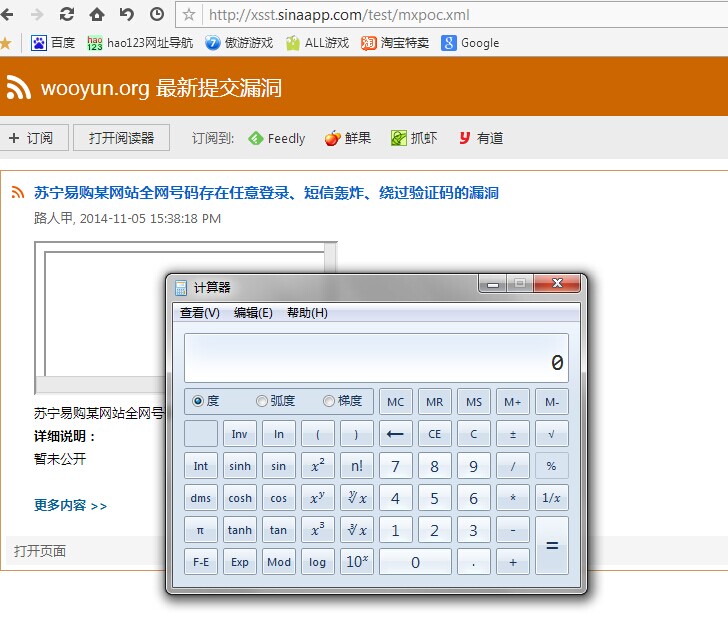 http://xsst.sinaapp.com/test/mxpoc.xml
百度 hao123 hao123网址导航 傲游游戏 ALL游戏 淘宝特卖 Google
wooyun.org 最新提交漏洞
+ 订阅 打开阅读器 订阅到: Feedly 鲜果 抓虾 有道
苏宁易购某网站全网号码存在任意登录、短信轰炸、绕过验证码的漏洞
路人甲, 2014-11-05 15:38:18 PM
计算器
查看(V) 编辑(E) 帮助(H)
0
度 弧度 梯度 MC MR MS M+ M-
Inv ln ( ) ← CE C ± √
Int sinh sin x² n! 7 8 9 / %
dms cosh cos xʸ ʸ√x 4 5 6 * 1/x
π tanh tan x³ ³√x 1 2 3 - =
F-E Exp Mod log 10ˣ 0 . +
苏宁易购某网站全网号
详细说明：
暂未公开
更多内容 >>
打开页面